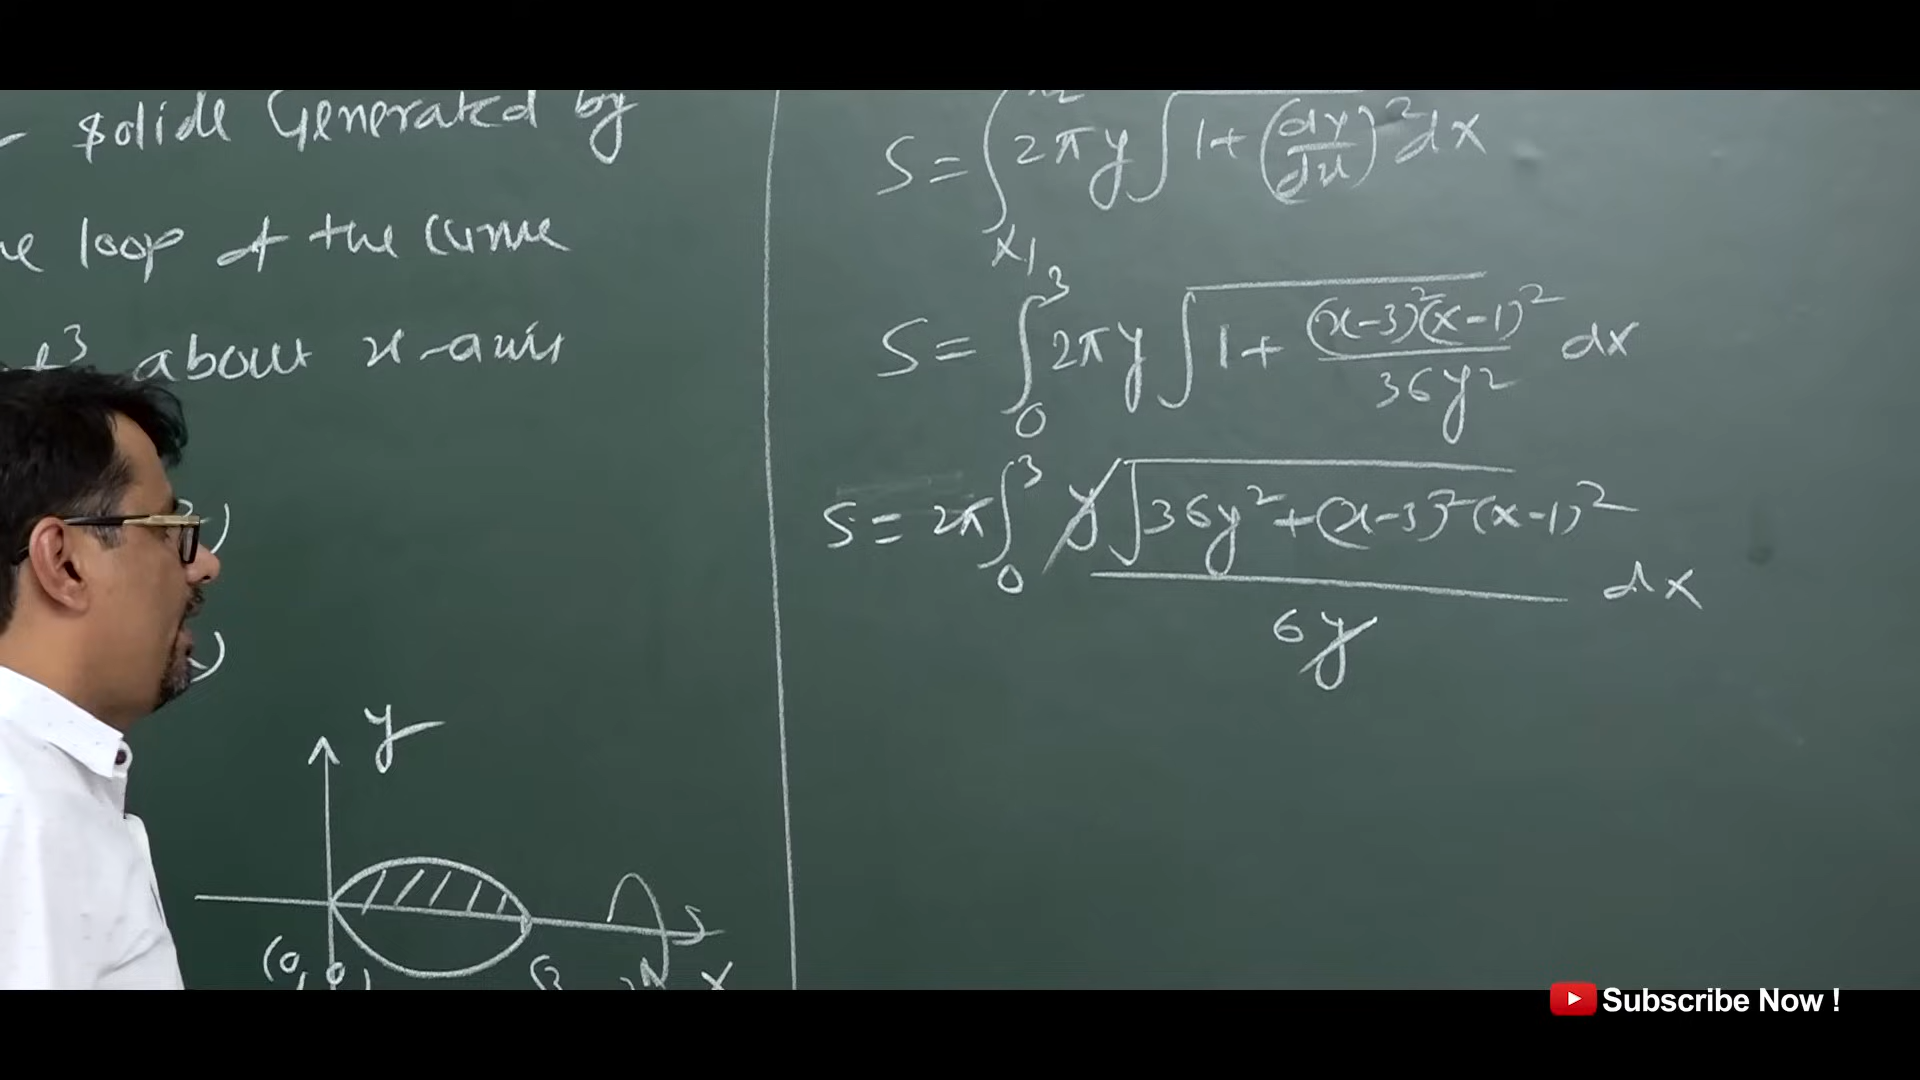 solide Generated by
loop of the curve
t³ about x-axis
y
(0, 0)
x
S = ∫ 2πy √1+(dy/dx)² dx
x₁
S = ∫₀³ 2πy √1+ (x-3)²(x-1)²/36y² dx
S = 2π ∫₀³ y√36y²+(x-3)²(x-1)² / 6y dx
Subscribe Now !